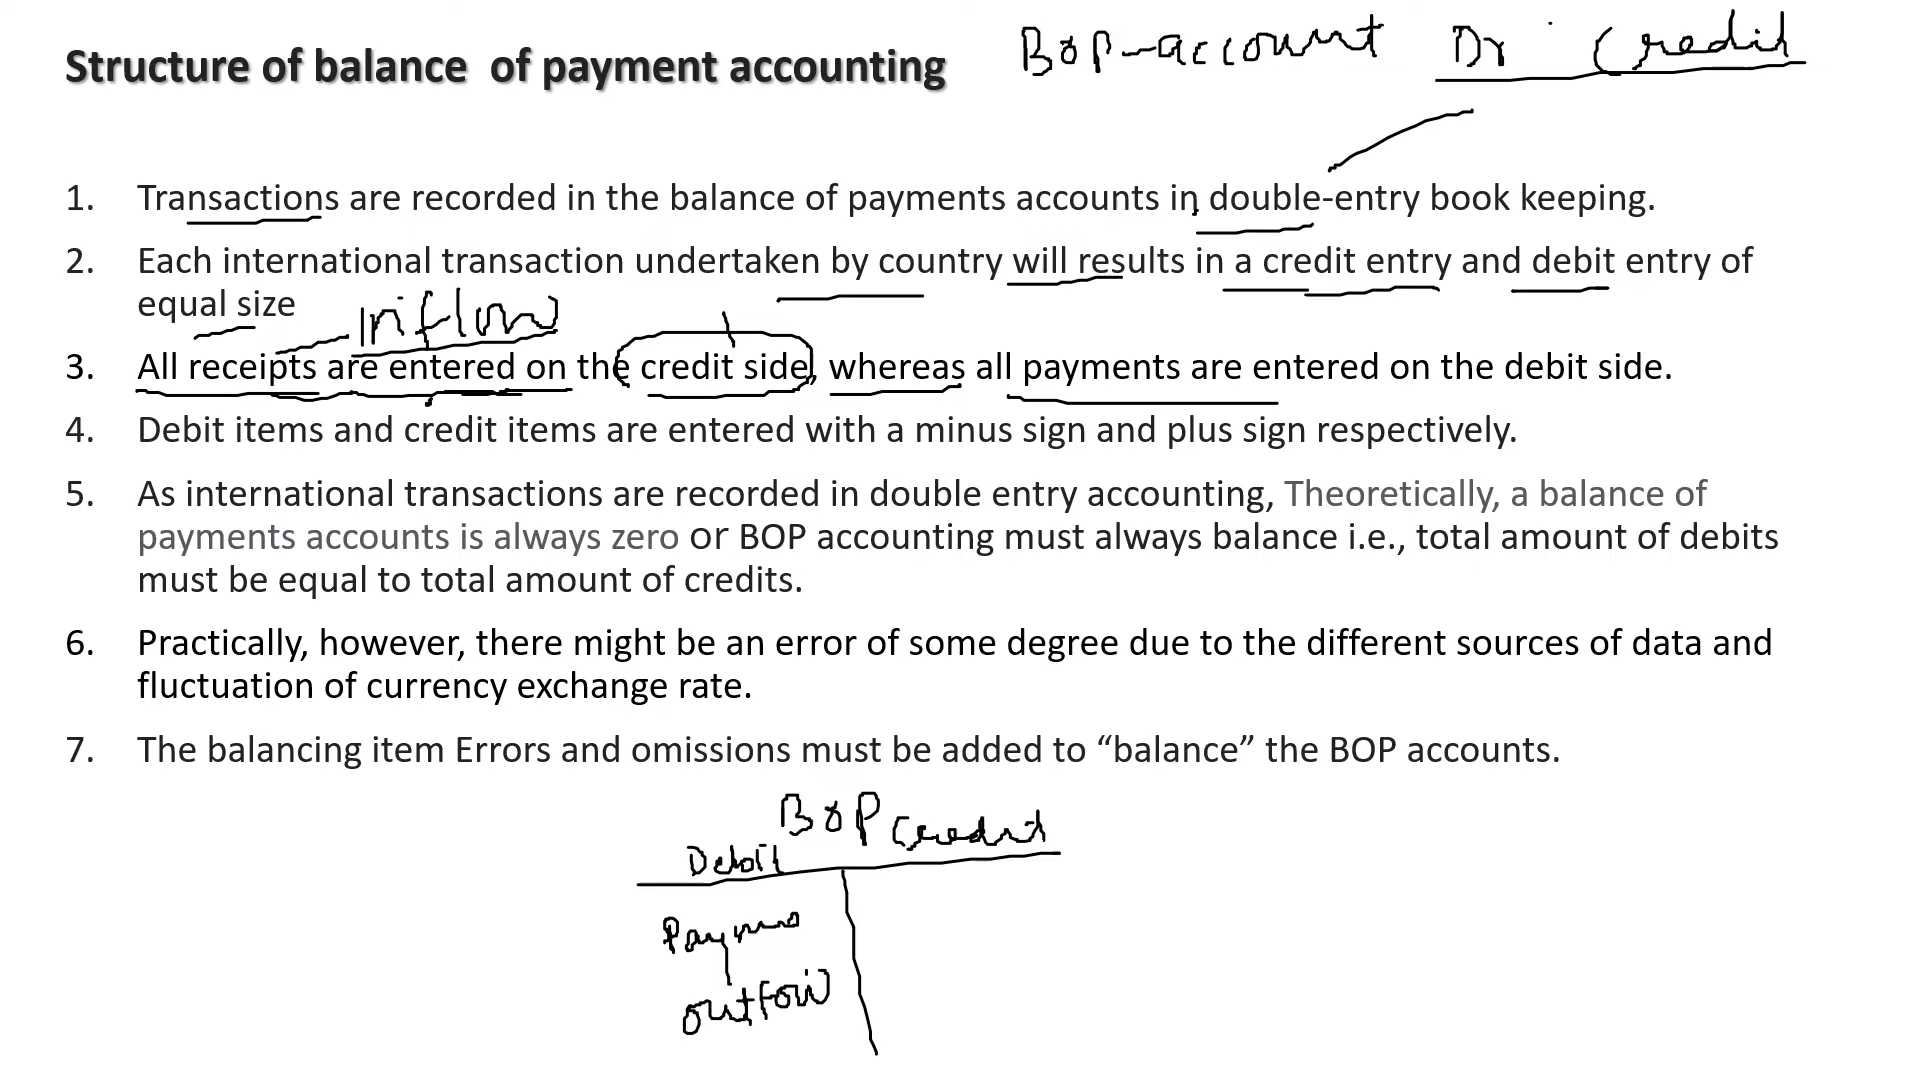 Structure of balance of payment accounting
BOP-account Dr Credit
1. Transactions are recorded in the balance of payments accounts in double-entry book keeping.
2. Each international transaction undertaken by country will results in a credit entry and debit entry of
equal size
Inflow
3. All receipts are entered on the credit side, whereas all payments are entered on the debit side.
4. Debit items and credit items are entered with a minus sign and plus sign respectively.
5. As international transactions are recorded in double entry accounting, Theoretically, a balance of
payments accounts is always zero or BOP accounting must always balance i.e., total amount of debits
must be equal to total amount of credits.
6. Practically, however, there might be an error of some degree due to the different sources of data and
fluctuation of currency exchange rate.
7. The balancing item Errors and omissions must be added to “balance” the BOP accounts.
BOP
Debit Credit